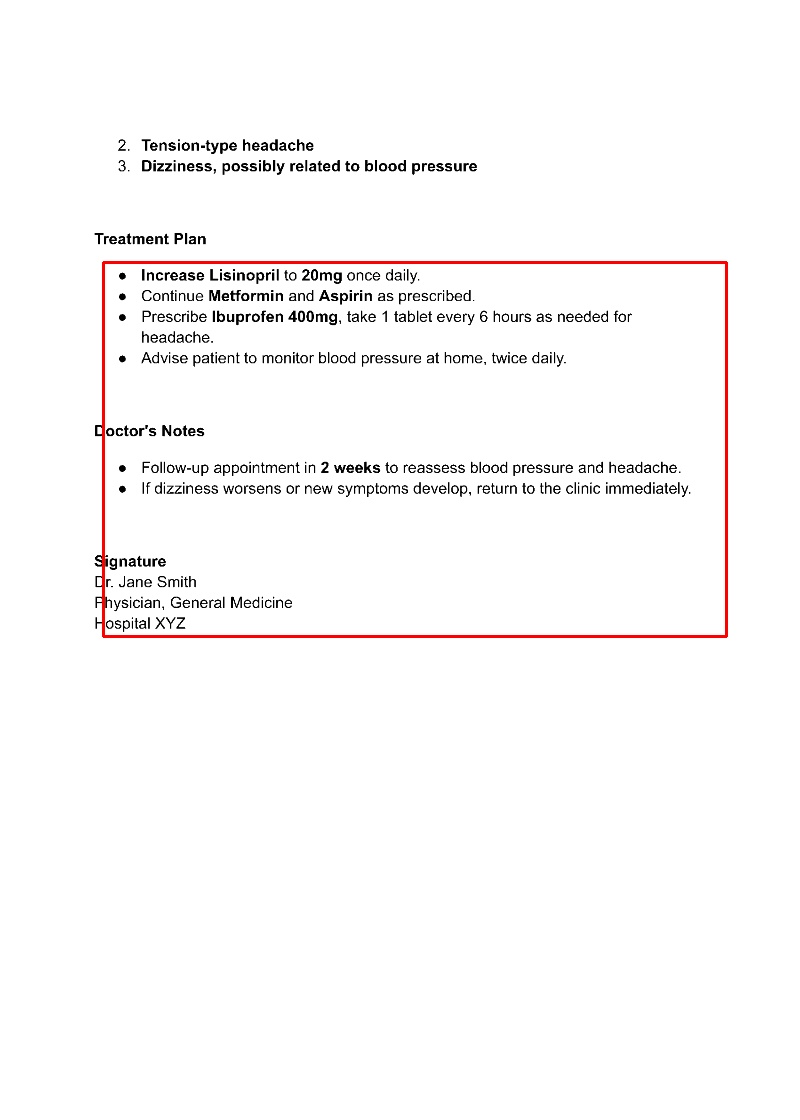 2. Tension-type headache
3. Dizziness, possibly related to blood pressure
Treatment Plan
● Increase Lisinopril to 20mg once daily.
● Continue Metformin and Aspirin as prescribed.
● Prescribe Ibuprofen 400mg, take 1 tablet every 6 hours as needed for
headache.
● Advise patient to monitor blood pressure at home, twice daily.
Doctor's Notes
● Follow-up appointment in 2 weeks to reassess blood pressure and headache.
● If dizziness worsens or new symptoms develop, return to the clinic immediately.
Signature
Dr. Jane Smith
Physician, General Medicine
Hospital XYZ